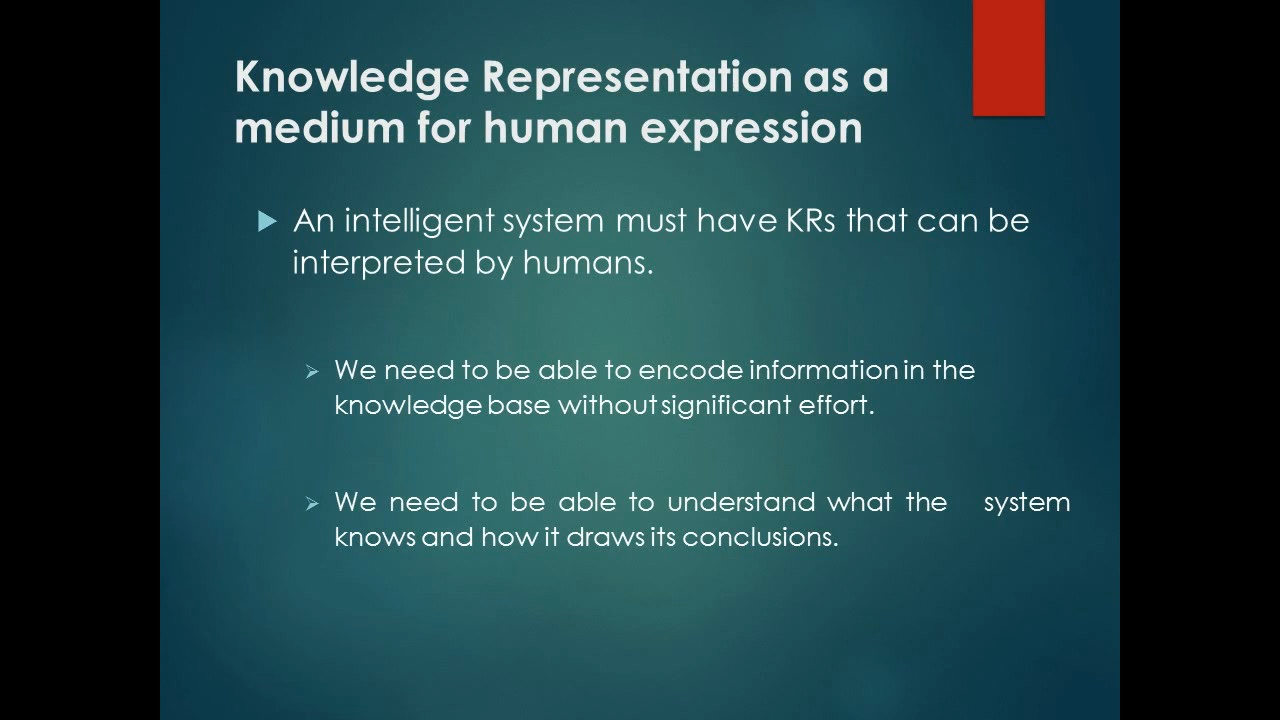 Knowledge Representation as a
medium for human expression
An intelligent system must have KRs that can be
interpreted by humans.
We need to be able to encode information in the
knowledge base without significant effort.
We need to be able to understand what the system
knows and how it draws its conclusions.